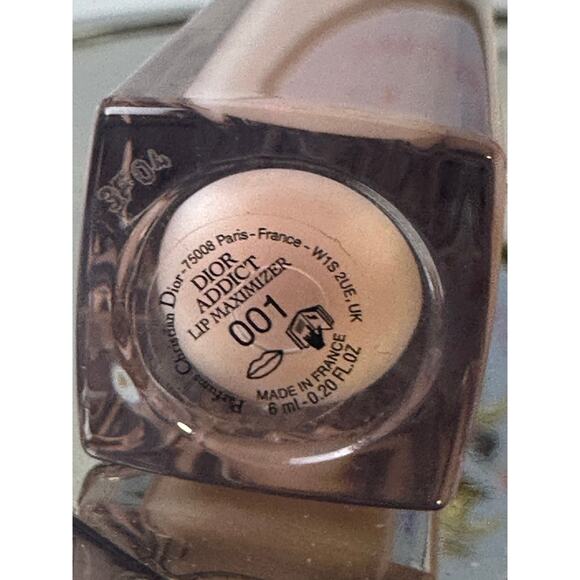 3F04
Parfums Christian Dior - 75008 Paris - France - W1S 2UE, UK
DIOR
ADDICT
LIP MAXIMIZER
001
MADE IN FRANCE
6 ml - 0.20 FL.OZ